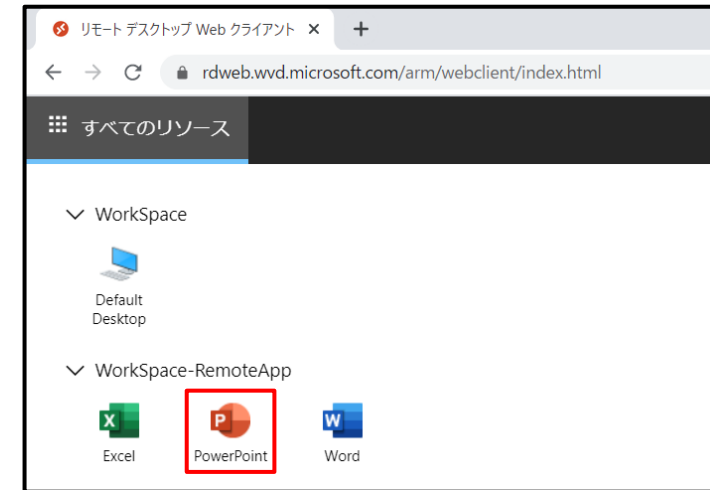 リモート デスクトップ Web クライアント
rdweb.wvd.microsoft.com/arm/webclient/index.html
すべてのリソース
WorkSpace
Default
Desktop
WorkSpace-RemoteApp
Excel
PowerPoint
Word